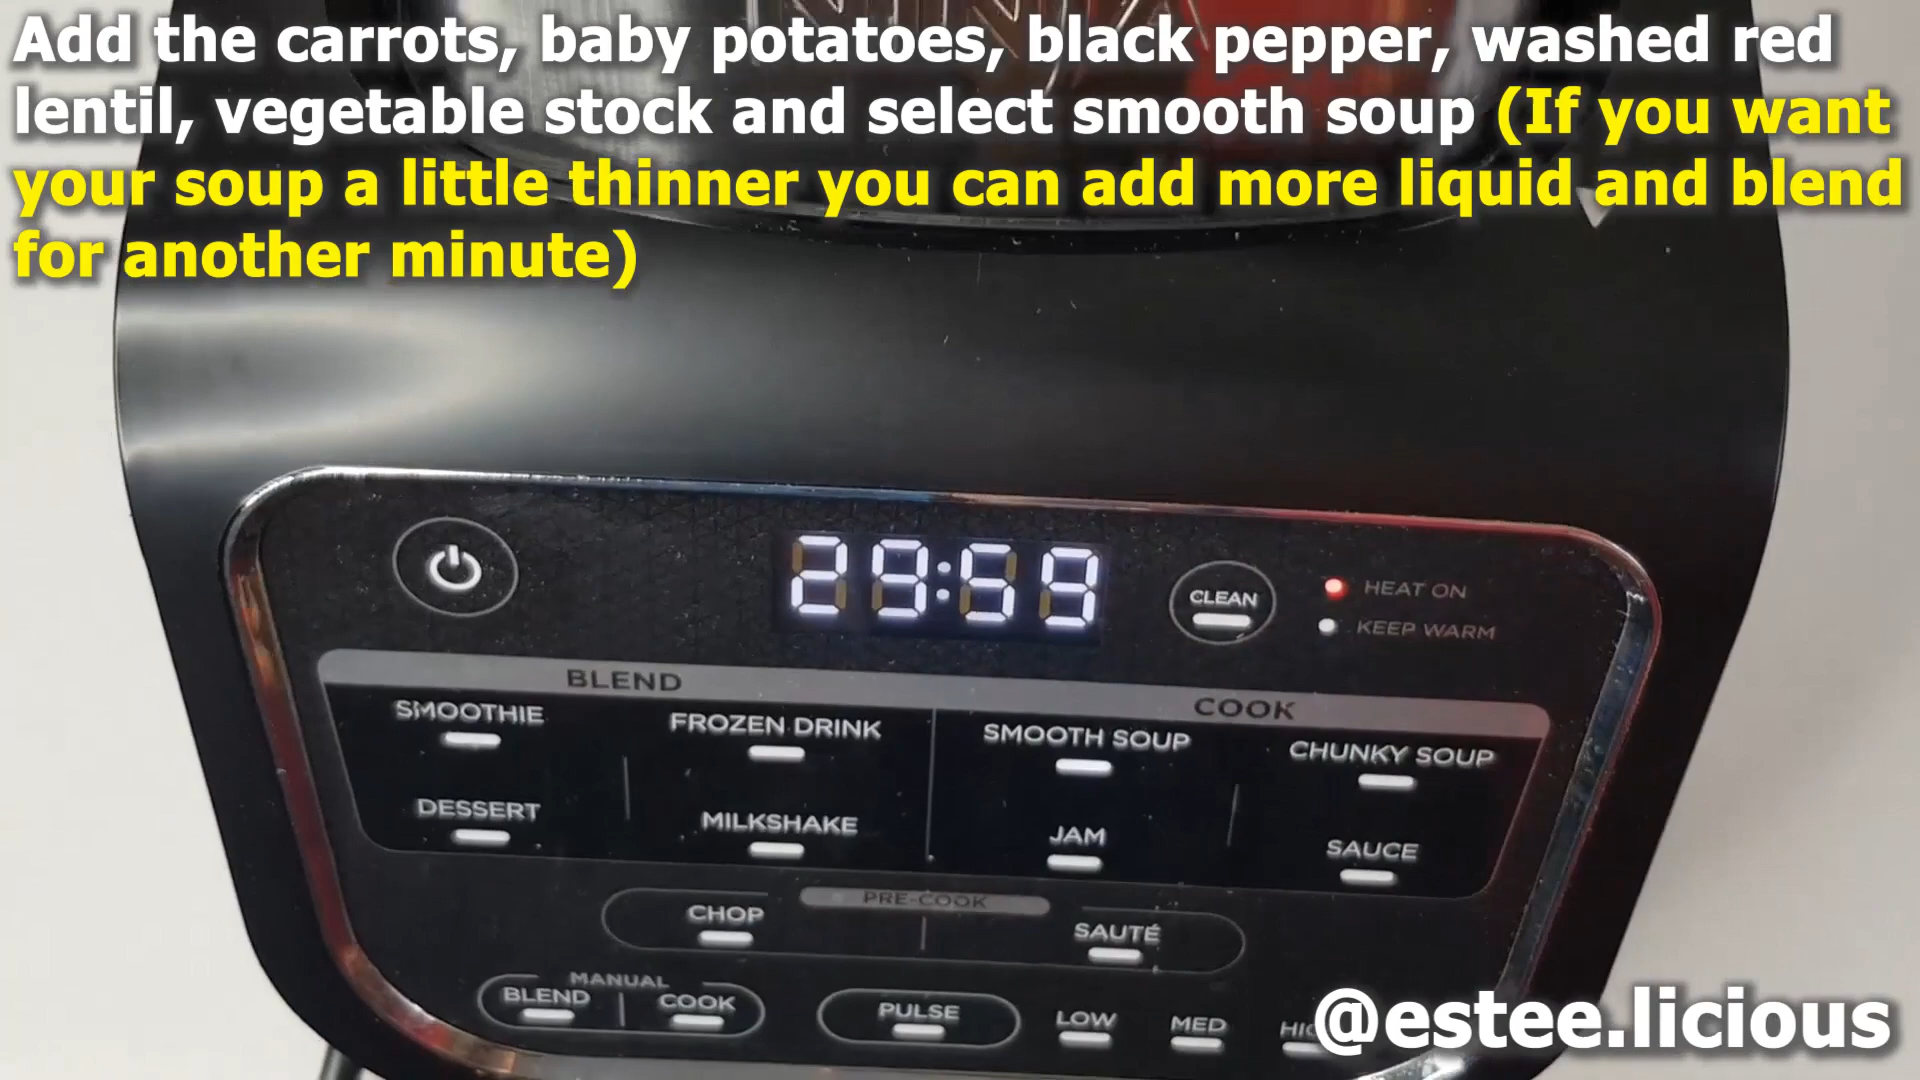 Add the carrots, baby potatoes, black pepper, washed red
lentil, vegetable stock and select smooth soup (If you want
your soup a little thinner you can add more liquid and blend
for another minute)
NINJA
29:59
CLEAN
HEAT ON
KEEP WARM
BLEND
COOK
SMOOTHIE
FROZEN DRINK
SMOOTH SOUP
CHUNKY SOUP
DESSERT
MILKSHAKE
JAM
SAUCE
PRE-COOK
CHOP
SAUTÉ
MANUAL
BLEND
COOK
PULSE
LOW
MED
@estee.licious